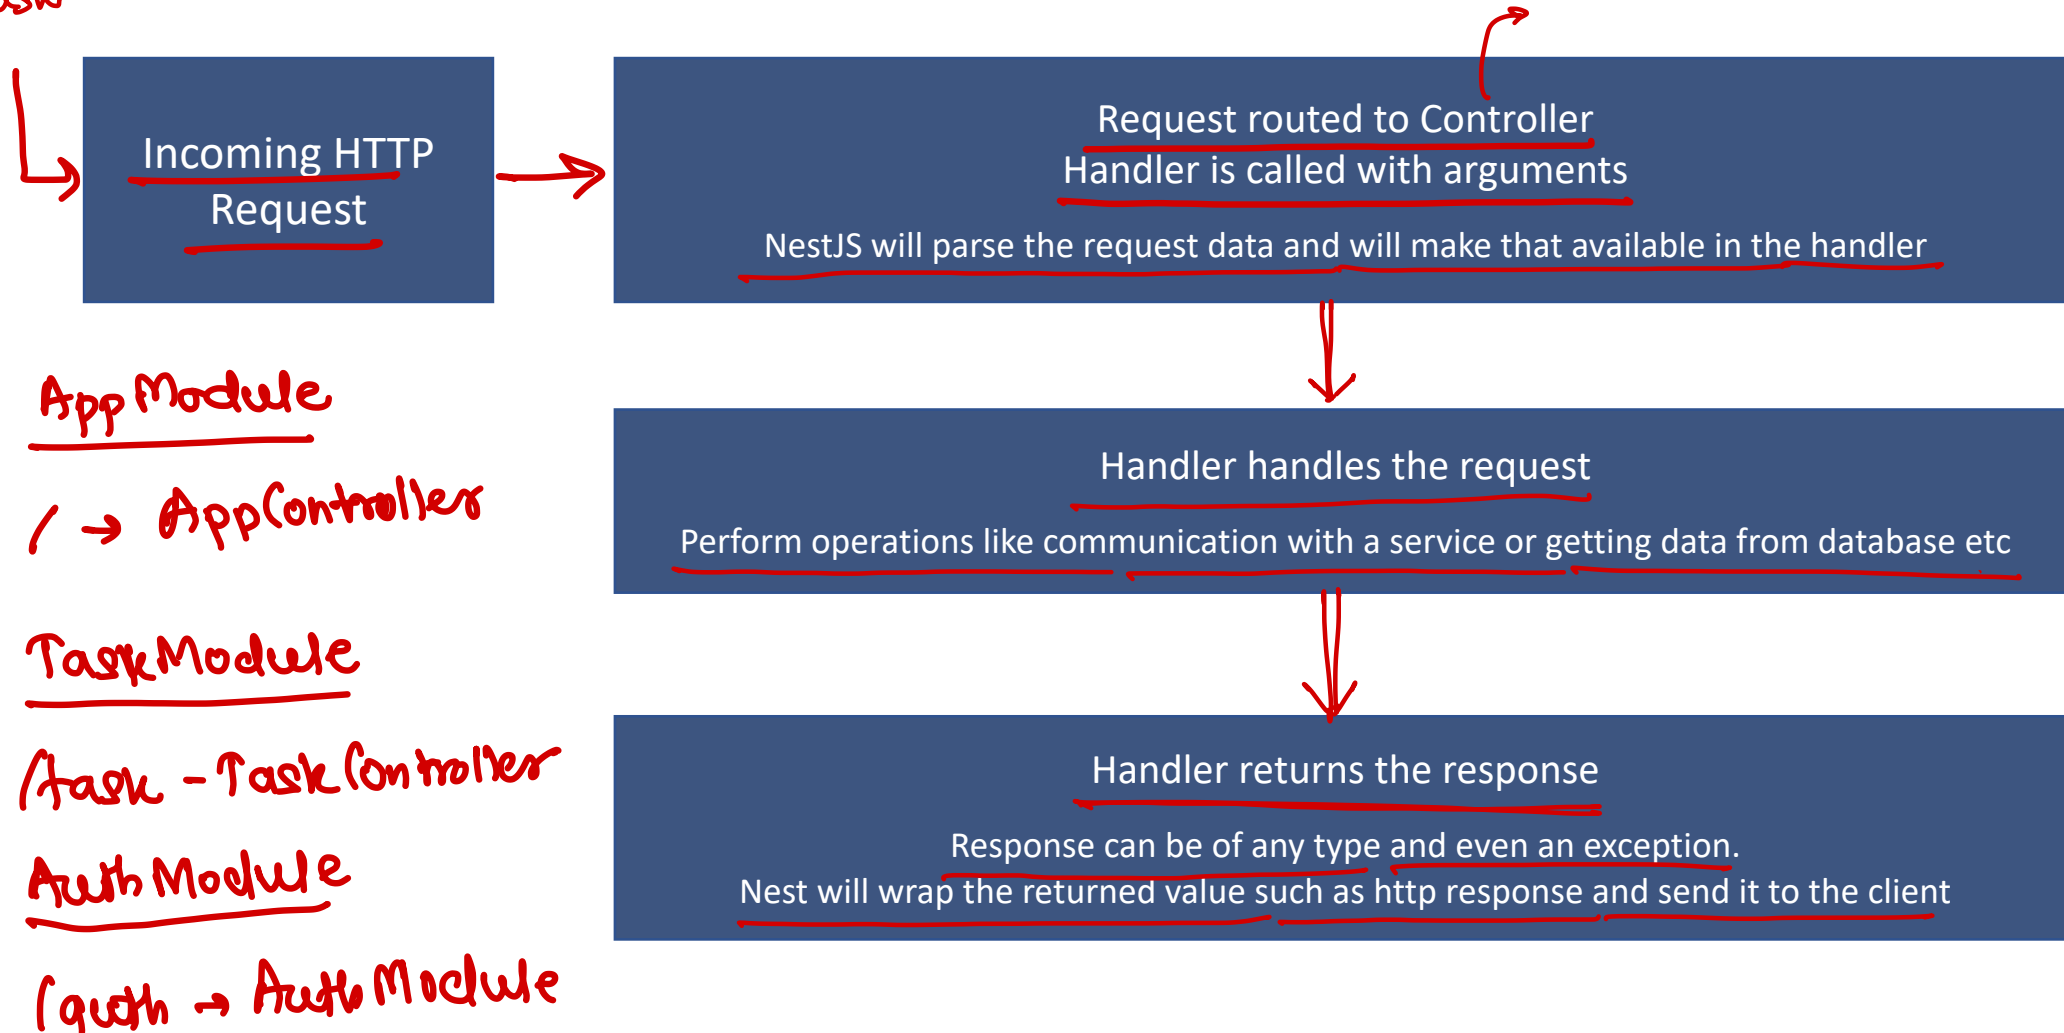 Incoming HTTP
Request
Request routed to Controller
Handler is called with arguments
NestJS will parse the request data and will make that available in the handler
AppModule
/ → AppController
Handler handles the request
Perform operations like communication with a service or getting data from database etc
TaskModule
/task - TaskController
Handler returns the response
Response can be of any type and even an exception.
Nest will wrap the returned value such as http response and send it to the client
AuthModule
/auth → AuthModule